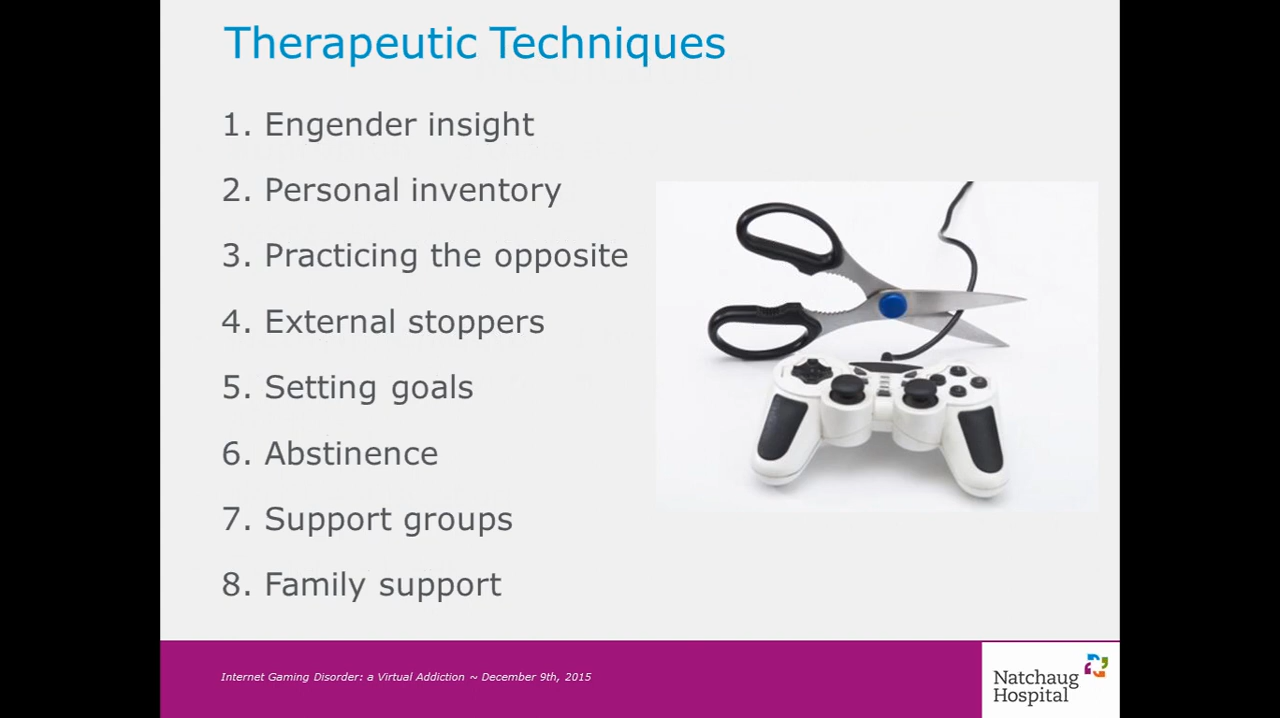 Therapeutic Techniques
1. Engender insight
2. Personal inventory
3. Practicing the opposite
4. External stoppers
5. Setting goals
6. Abstinence
7. Support groups
8. Family support
Internet Gaming Disorder: a Virtual Addiction ~ December 9th, 2015
Natchaug
Hospital